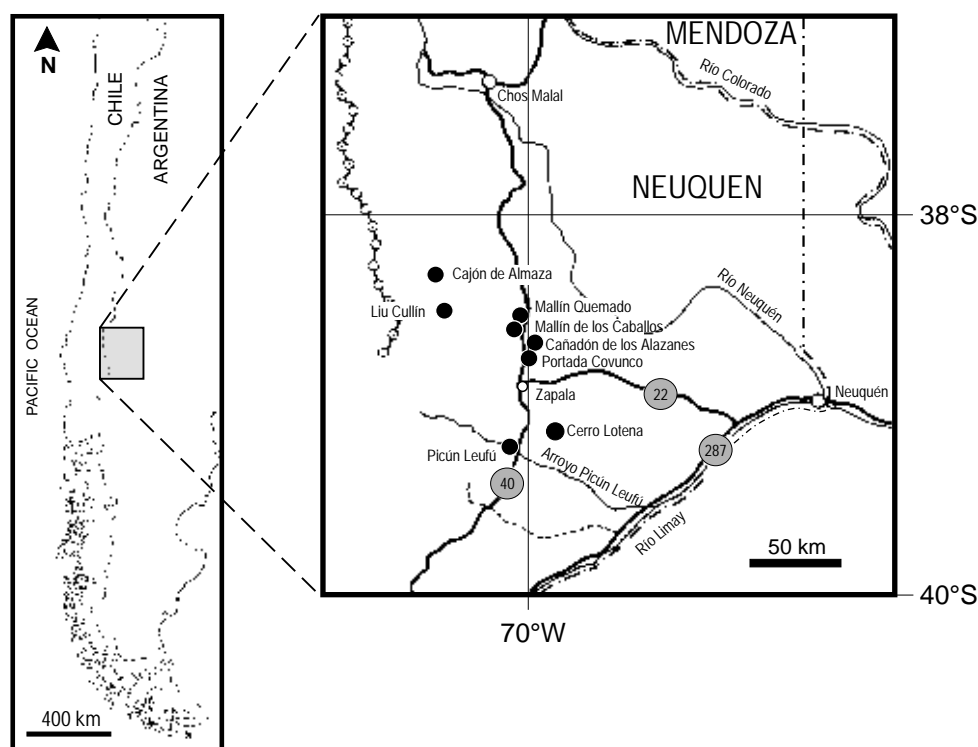 N
CHILE
ARGENTINA
PACIFIC OCEAN
400 km
MENDOZA
Río Colorado
Chos Malal
NEUQUEN
38°S
Cajón de Almaza
Río Neuquén
Liu Cullín
Mallín Quemado
Mallín de los Caballos
Cañadón de los Alazanes
Portada Covunco
Zapala
22
Neuquén
Cerro Lotena
Picún Leufú
287
Arroyo Picún Leufú
40
Río Limay
50 km
40°S
70°W